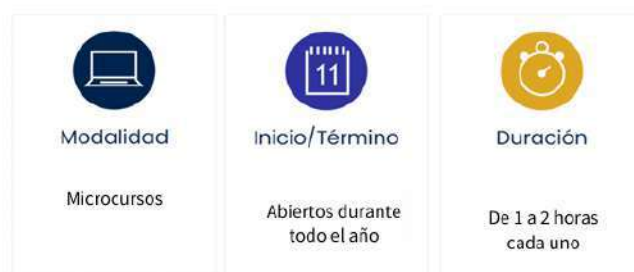 Modalidad
Microcursos
11
Inicio/Término
Abiertos durante
todo el año
Duración
De 1 a 2 horas
cada uno